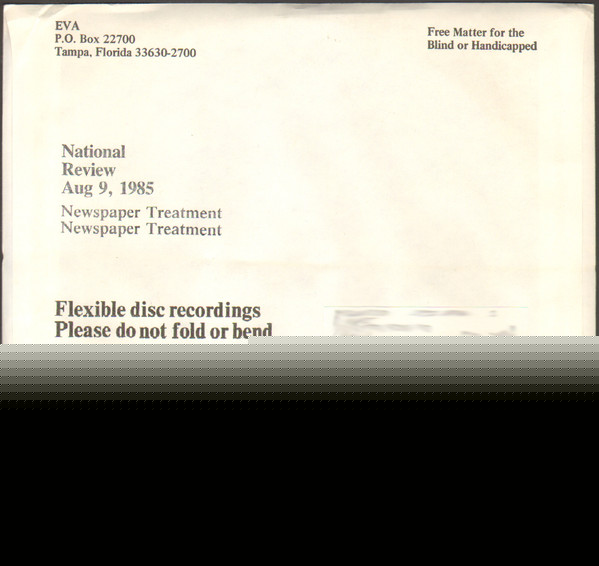 EVA
P.O. Box 22700
Tampa, Florida 33630-2700
Free Matter for the
Blind or Handicapped
National
Review
Aug 9, 1985
Newspaper Treatment
Newspaper Treatment
Flexible disc recordings
Please do not fold or bend